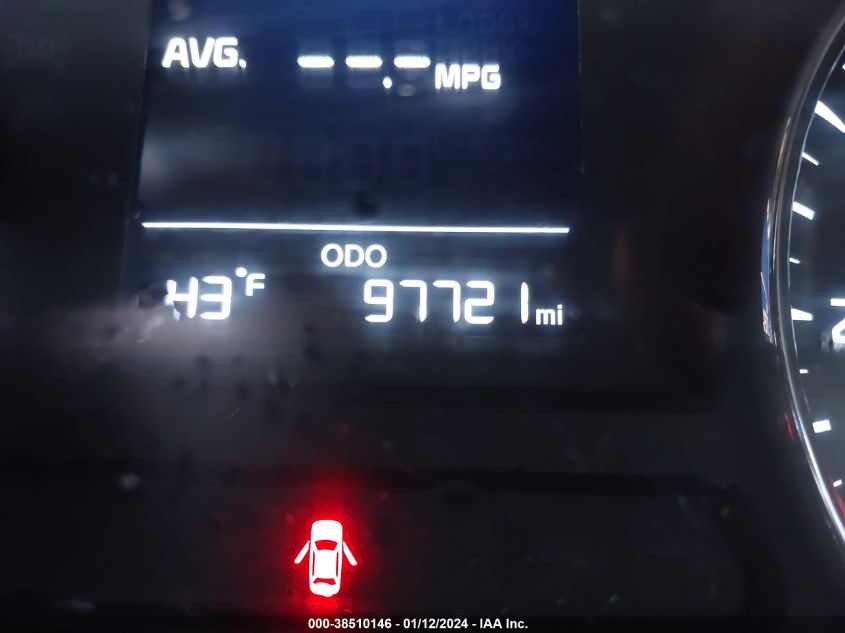 AVG. --.- MPG
ODO
43°F 97721 mi
000-38510146 - 01/12/2024 - IAA Inc.